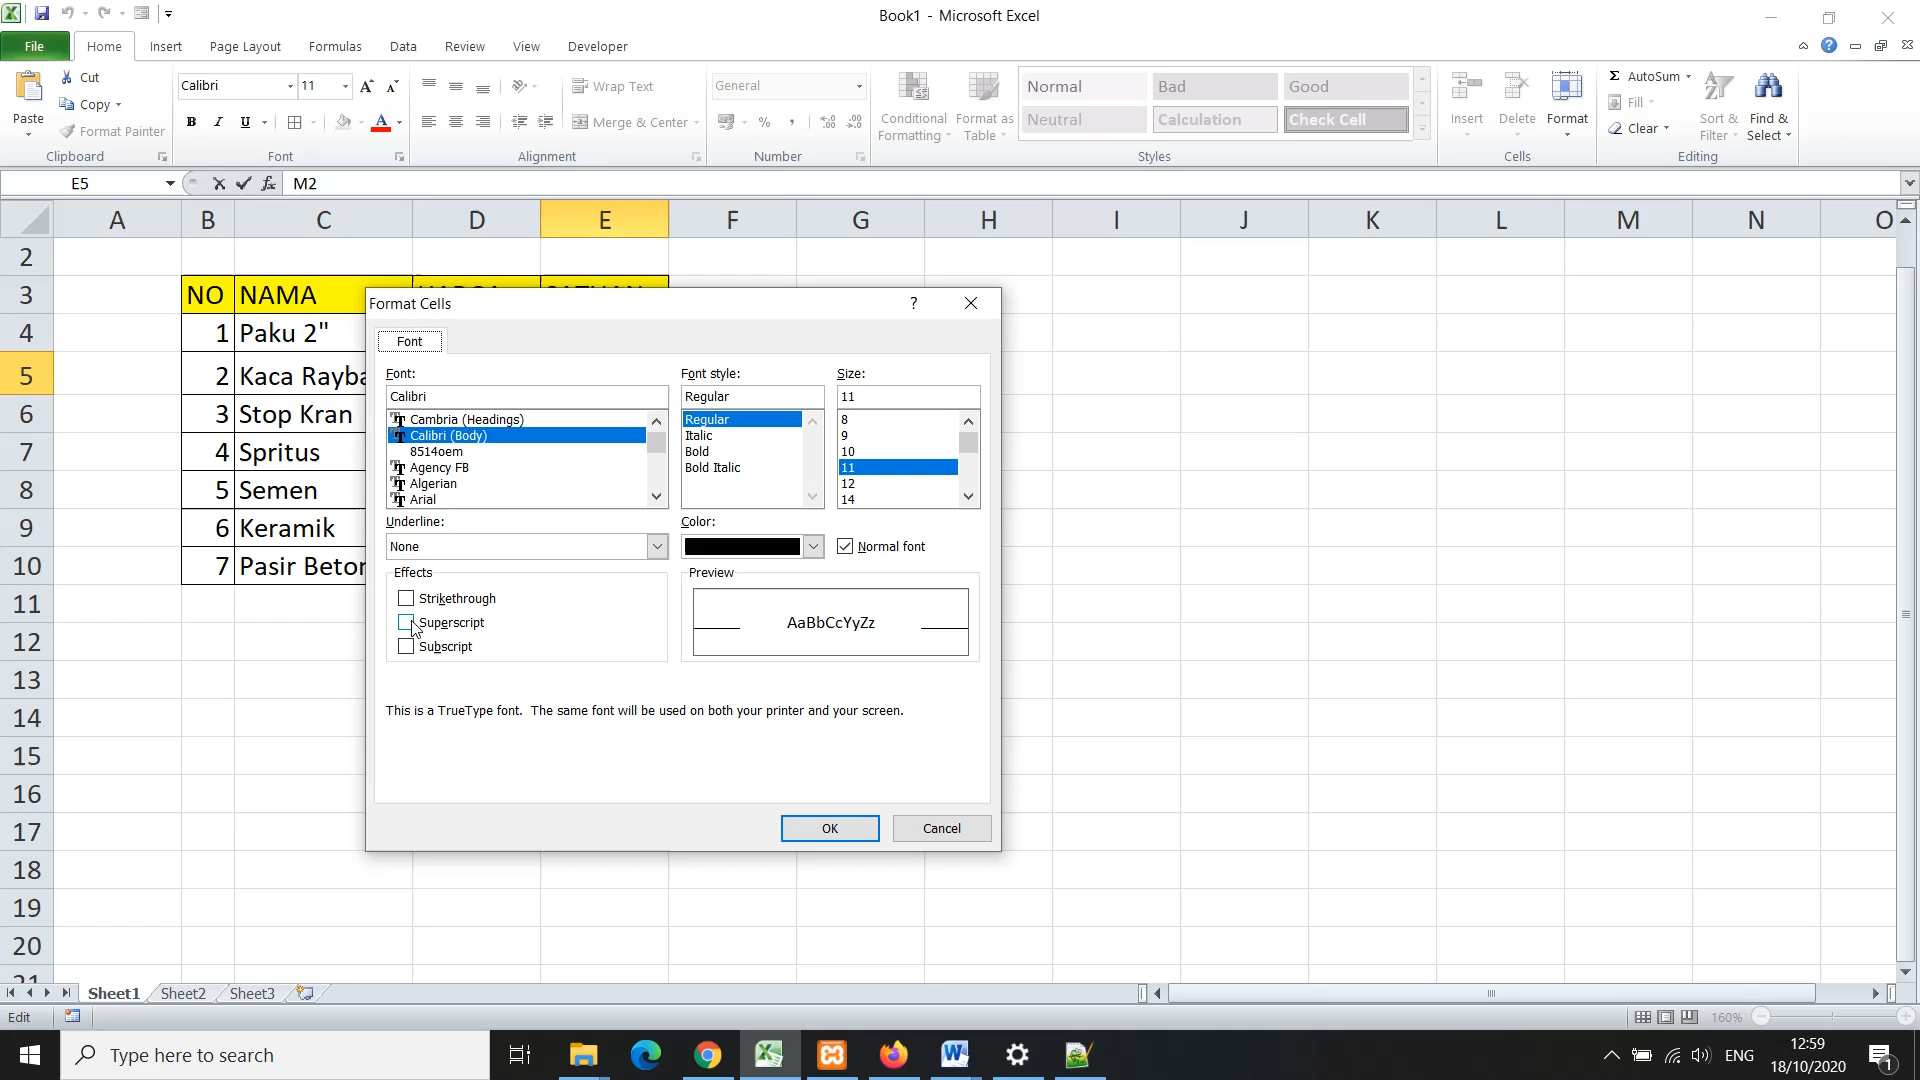 Book1 - Microsoft Excel
File Home Insert Page Layout Formulas Data Review View Developer
Paste
Cut
Copy
Format Painter
Clipboard
Calibri 11
B I U
Font
Wrap Text
Merge & Center
Alignment
General
Number
Conditional Formatting
Format as Table
Normal Bad Good
Neutral Calculation Check Cell
Styles
Insert Delete Format
Cells
AutoSum
Fill
Clear
Sort & Filter
Find & Select
Editing
E5 fx M2
A B C D E F G H I J K L M N O
2
3 NO NAMA
4 1 Paku 2"
5 2 Kaca Rayba
6 3 Stop Kran
7 4 Spritus
8 5 Semen
9 6 Keramik
10 7 Pasir Beton
11
12
13
14
15
16
17
18
19
20
21
Format Cells ?
Font
Font: Font style: Size:
Calibri Regular 11
Cambria (Headings)
Calibri (Body)
8514oem
Agency FB
Algerian
Arial
Regular
Italic
Bold
Bold Italic
8
9
10
11
12
14
Underline: Color:
None Normal font
Effects Preview
Strikethrough
Superscript
Subscript
AaBbCcYyZz
This is a TrueType font. The same font will be used on both your printer and your screen.
OK Cancel
Sheet1 Sheet2 Sheet3
Edit 160%
Type here to search
ENG
12:59
18/10/2020
1